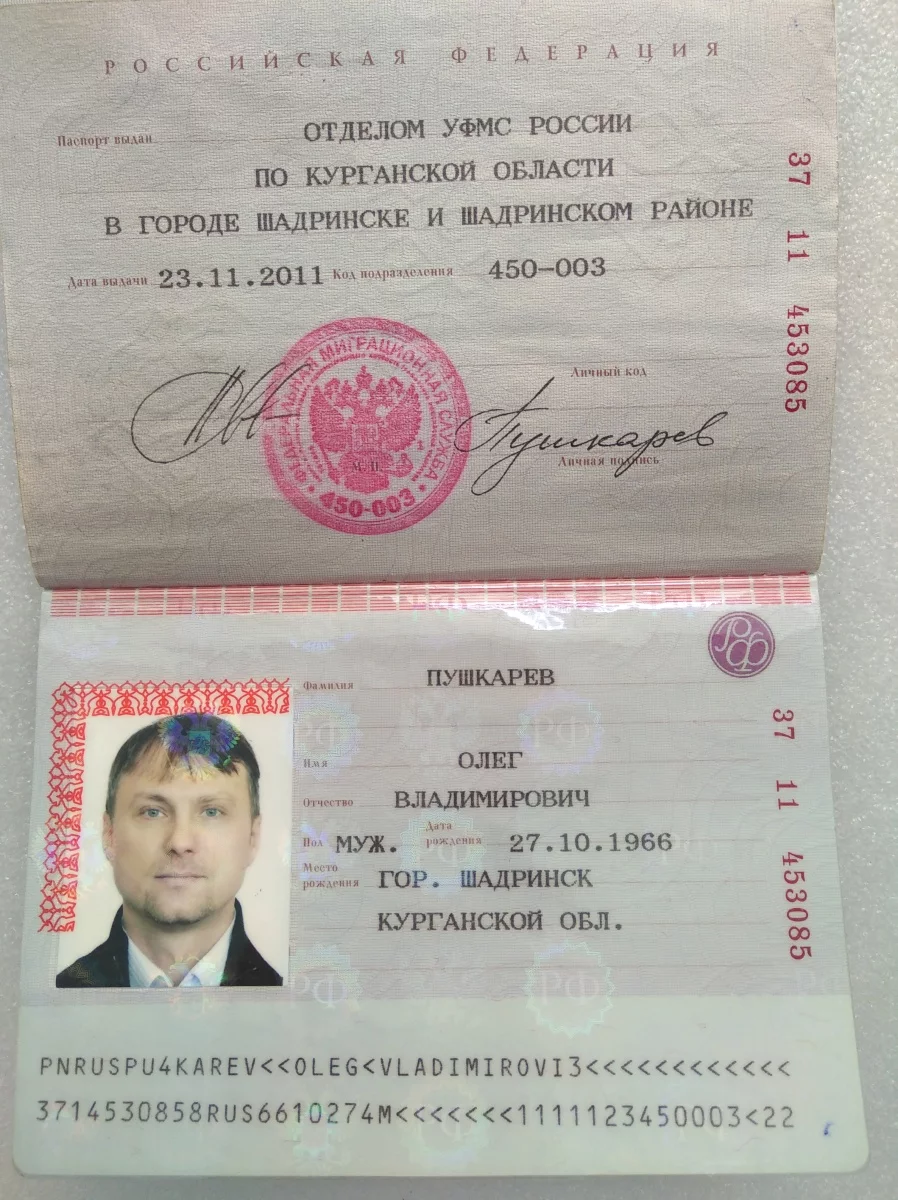 РОССИЙСКАЯ ФЕДЕРАЦИЯ
Паспорт выдан ОТДЕЛОМ УФМС РОССИИ
ПО КУРГАНСКОЙ ОБЛАСТИ
В ГОРОДЕ ШАДРИНСКЕ И ШАДРИНСКОМ РАЙОНЕ
Дата выдачи 23.11.2011 Код подразделения 450-003
37 11 453085
ФЕДЕРАЛЬНАЯ МИГРАЦИОННАЯ СЛУЖБА
450-003
М.П.
Личный код
Пушкарев
Личная подпись
РФ
Фамилия ПУШКАРЕВ
Имя ОЛЕГ
Отчество ВЛАДИМИРОВИЧ
Пол МУЖ. Дата рождения 27.10.1966
Место рождения ГОР. ШАДРИНСК
КУРГАНСКОЙ ОБЛ.
37 11 453085
PNRUSPU4KAREV<<OLEG<VLADIMIROVI3<<<<<<<<<<<<
3714530858RUS6610274M<<<<<<<1111123450003<22